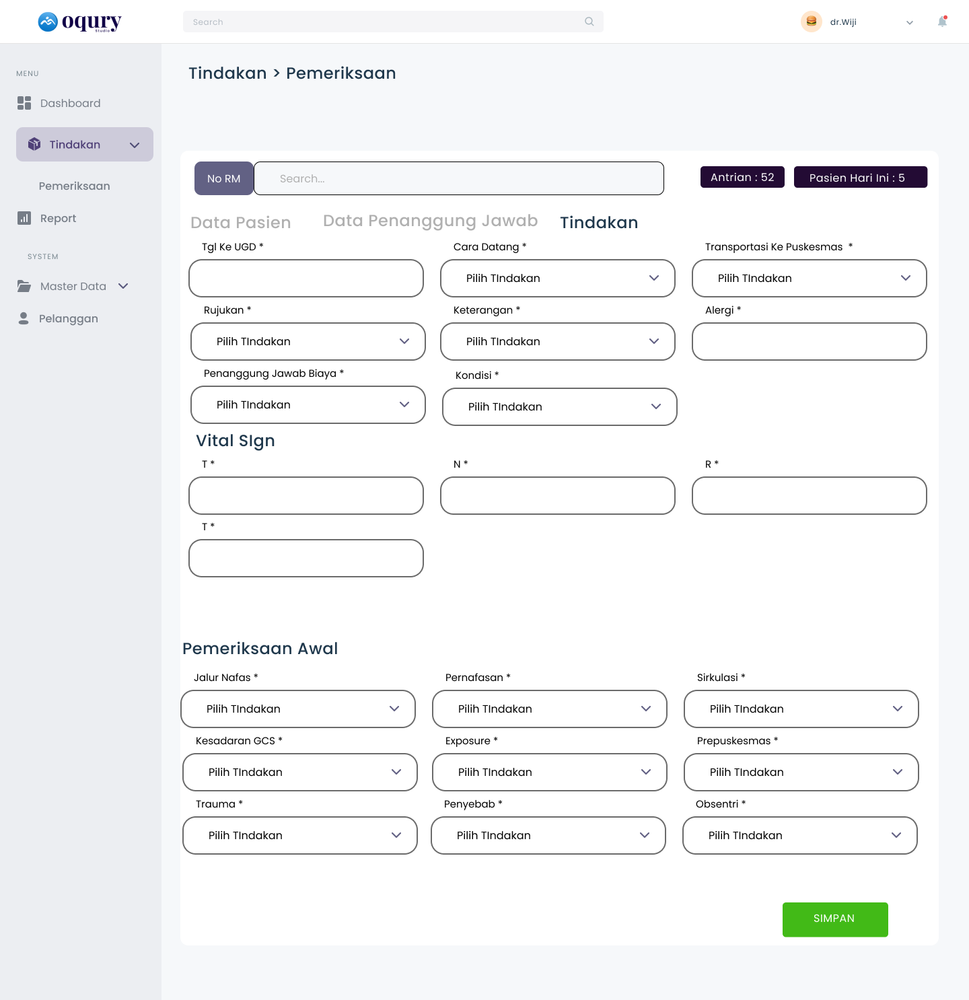 oqury
Studio
Search
dr.Wiji
MENU
Dashboard
Tindakan
Pemeriksaan
Report
SYSTEM
Master Data
Pelanggan
Tindakan > Pemeriksaan
No RM
Search...
Antrian : 52
Pasien Hari Ini : 5
Data Pasien
Data Penanggung Jawab
Tindakan
Tgl Ke UGD *
Cara Datang *
Transportasi Ke Puskesmas *
Pilih TIndakan
Pilih TIndakan
Rujukan *
Keterangan *
Alergi *
Pilih TIndakan
Pilih TIndakan
Penanggung Jawab Biaya *
Kondisi *
Pilih TIndakan
Pilih TIndakan
Vital SIgn
T *
N *
R *
T *
Pemeriksaan Awal
Jalur Nafas *
Pernafasan *
Sirkulasi *
Pilih TIndakan
Pilih TIndakan
Pilih TIndakan
Kesadaran GCS *
Exposure *
Prepuskesmas *
Pilih TIndakan
Pilih TIndakan
Pilih TIndakan
Trauma *
Penyebab *
Obsentri *
Pilih TIndakan
Pilih TIndakan
Pilih TIndakan
SIMPAN